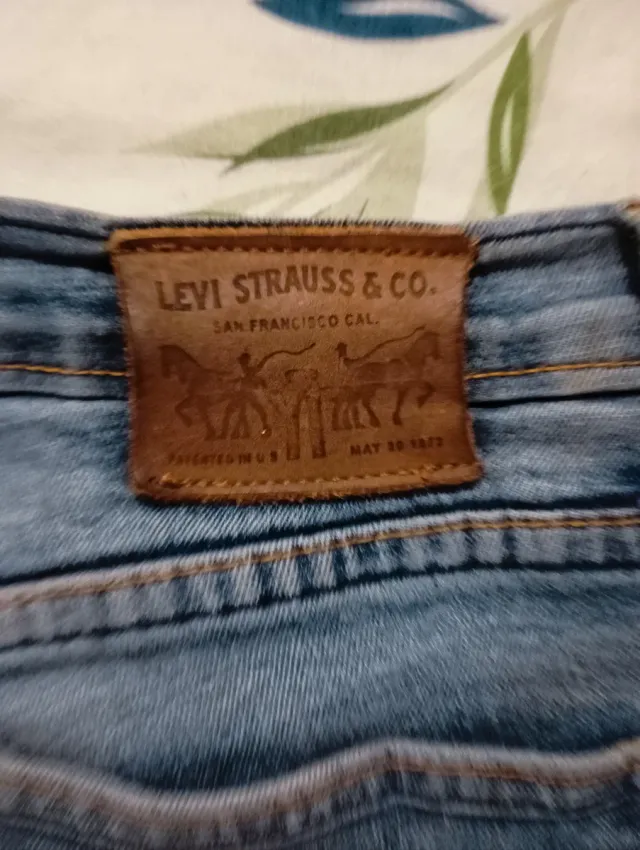 LEVI STRAUSS & CO.
SAN FRANCISCO CAL.
PATENTED IN U S
MAY 20 1873